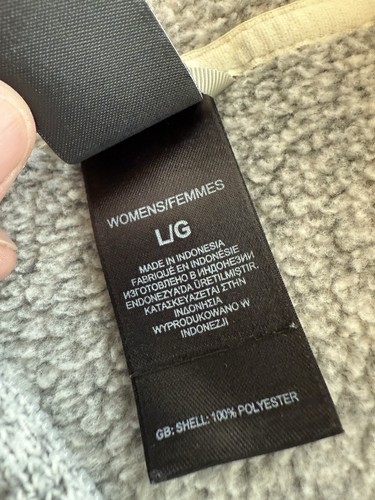 WOMENS/FEMMES
L/G
MADE IN INDONESIA
FABRIQUÉ EN INDONÉSIE
ИЗГОТОВЛЕНО В ИНДОНЕЗИИ
ENDONEZYA'DA ÜRETILMIŞTIR.
ΚΑΤΑΣΚΕΥΑΖΕΤΑΙ ΣΤΗΝ
ΙΝΔΟΝΗΣΙΑ
WYPRODUKOWANO W
INDONEZJI
GB: SHELL: 100% POLYESTER